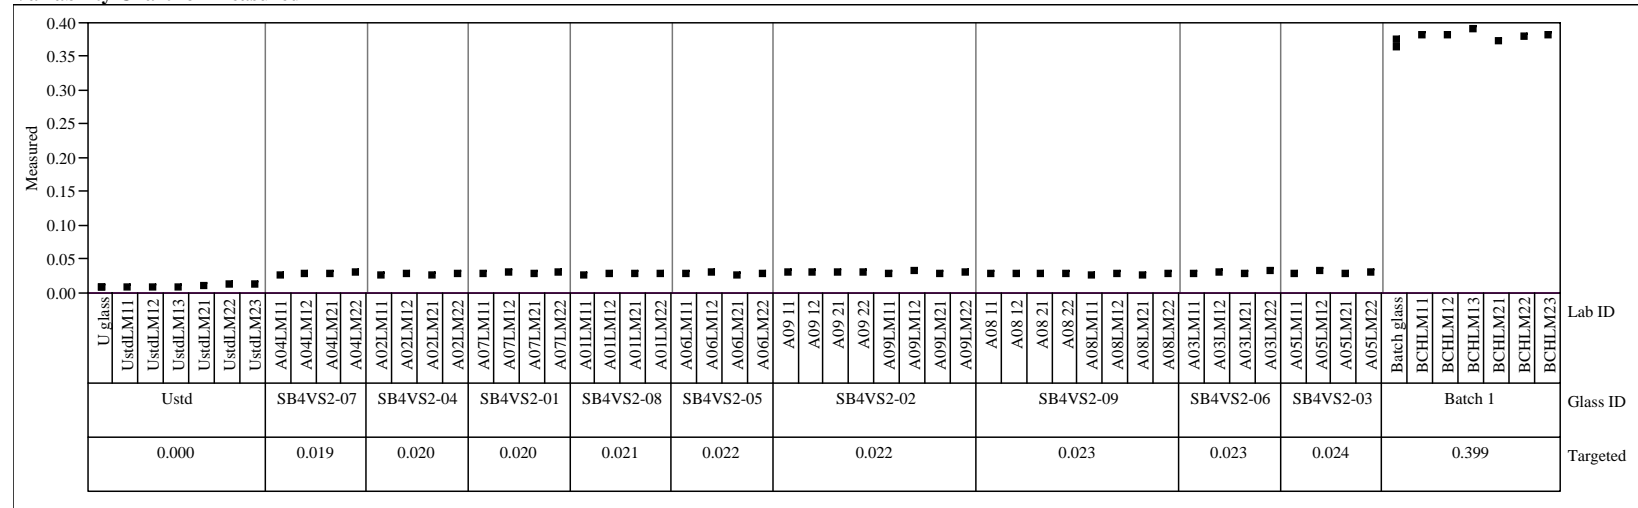 0.40
0.35
0.30
0.25
0.20
0.15
0.10
0.05
0.00
Measured
U glass
UstdLM11
UstdLM12
UstdLM13
UstdLM21
UstdLM22
UstdLM23
A04LM11
A04LM12
A04LM21
A04LM22
A02LM11
A02LM12
A02LM21
A02LM22
A07LM11
A07LM12
A07LM21
A07LM22
A01LM11
A01LM12
A01LM21
A01LM22
A06LM11
A06LM12
A06LM21
A06LM22
A09 11
A09 12
A09 21
A09 22
A09LM11
A09LM12
A09LM21
A09LM22
A08 11
A08 12
A08 21
A08 22
A08LM11
A08LM12
A08LM21
A08LM22
A03LM11
A03LM12
A03LM21
A03LM22
A05LM11
A05LM12
A05LM21
A05LM22
Batch glass
BCHLM11
BCHLM12
BCHLM13
BCHLM21
BCHLM22
BCHLM23
Lab ID
Ustd SB4VS2-07 SB4VS2-04 SB4VS2-01 SB4VS2-08 SB4VS2-05 SB4VS2-02 SB4VS2-09 SB4VS2-06 SB4VS2-03 Batch 1 Glass ID
0.000 0.019 0.020 0.020 0.021 0.022 0.022 0.023 0.023 0.024 0.399 Targeted